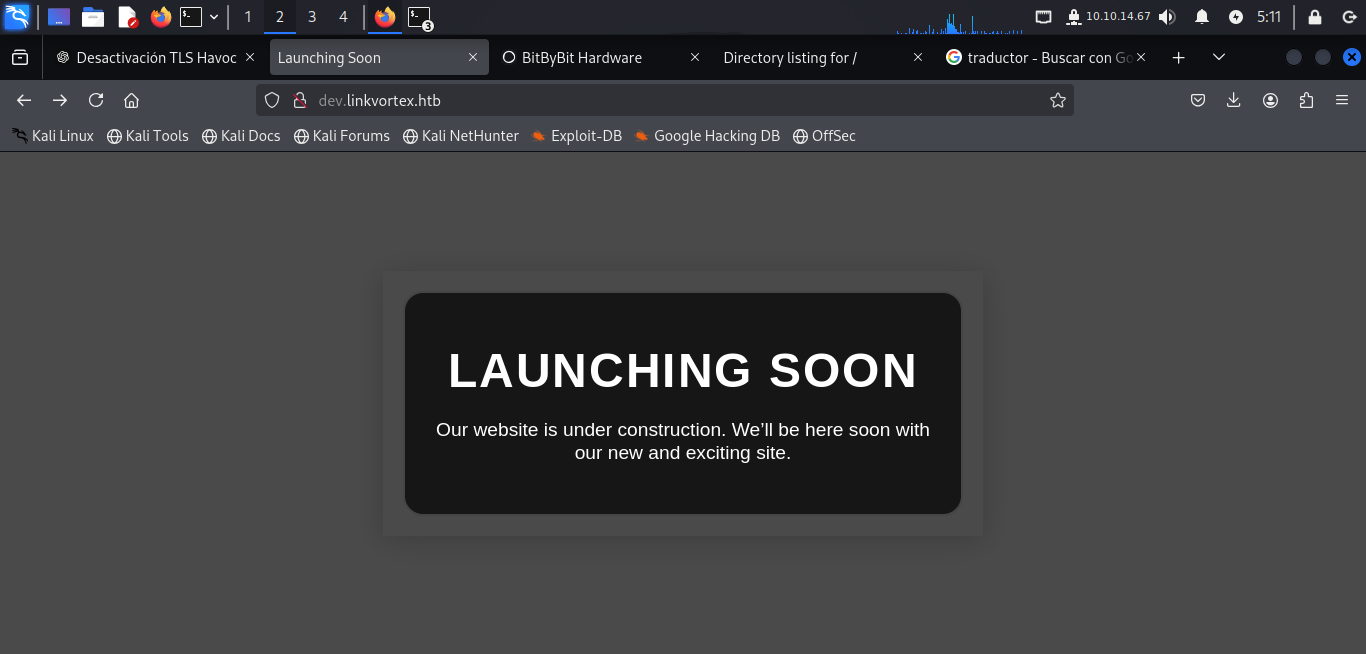 1 2 3 4 3 10.10.14.67 5:11
Desactivación TLS Havoc Launching Soon BitByBit Hardware Directory listing for / traductor - Buscar con Go
dev.linkvortex.htb
Kali Linux Kali Tools Kali Docs Kali Forums Kali NetHunter Exploit-DB Google Hacking DB OffSec
LAUNCHING SOON
Our website is under construction. We’ll be here soon with
our new and exciting site.